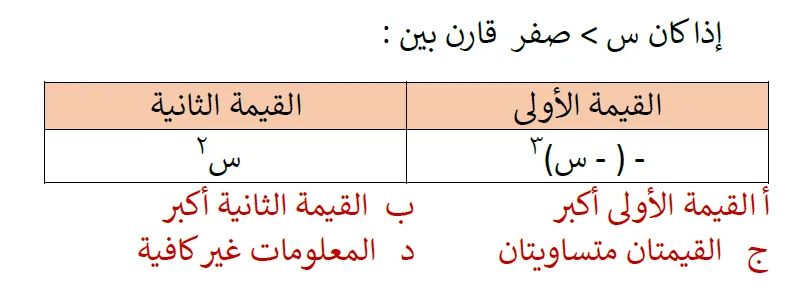 إذا كان س > صفر قارن بين :
القيمة الأولى القيمة الثانية
- ( - س)٣ س٢
أ القيمة الأولى أكبر ب القيمة الثانية أكبر
ج القيمتان متساويتان د المعلومات غير كافية